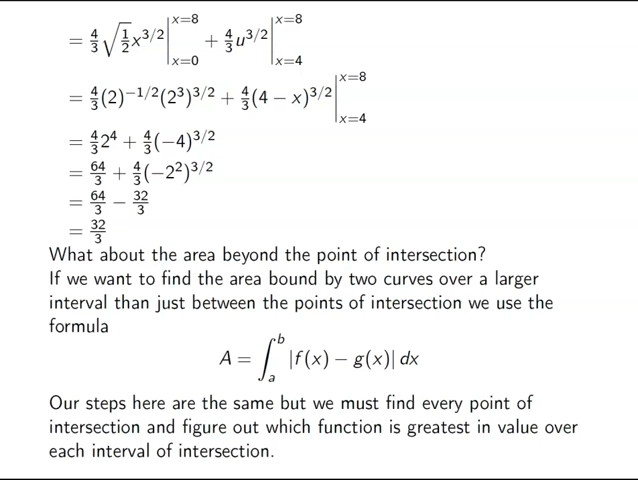 = 4/3 √(1/2) x^{3/2} |_{x=0}^{x=8} + 4/3 u^{3/2} |_{x=4}^{x=8}
= 4/3 (2)^{−1/2} (2^3)^{3/2} + 4/3 (4 − x)^{3/2} |_{x=4}^{x=8}
= 4/3 2^4 + 4/3 (−4)^{3/2}
= 64/3 + 4/3 (−2^2)^{3/2}
= 64/3 − 32/3
= 32/3
What about the area beyond the point of intersection?
If we want to find the area bound by two curves over a larger
interval than just between the points of intersection we use the
formula
A = ∫_a^b |f(x) − g(x)| dx
Our steps here are the same but we must find every point of
intersection and figure out which function is greatest in value over
each interval of intersection.